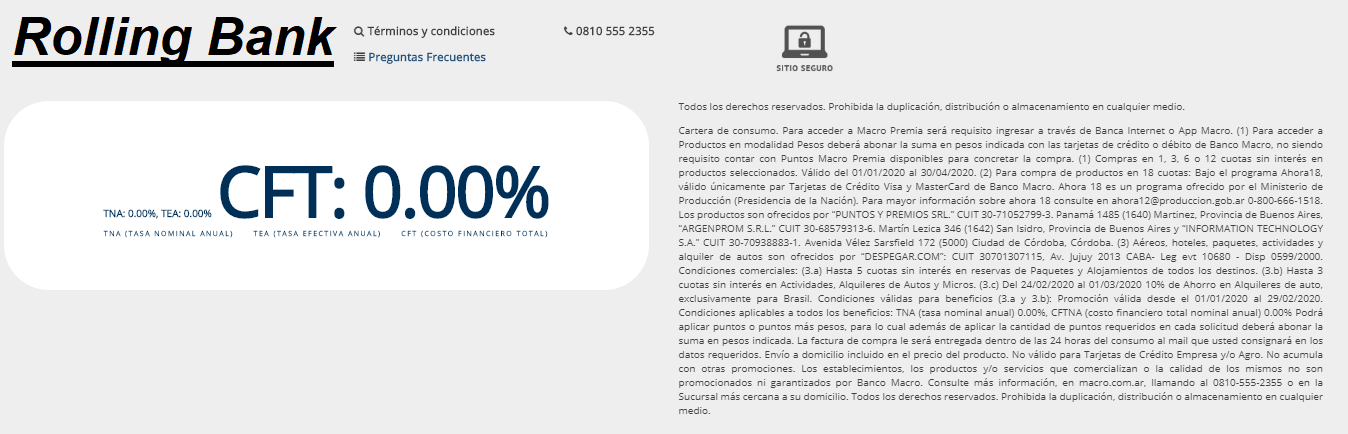 Rolling Bank
Términos y condiciones
0810 555 2355
Preguntas Frecuentes
SITIO SEGURO
TNA: 0.00%, TEA: 0.00% CFT: 0.00%
TNA (TASA NOMINAL ANUAL) TEA (TASA EFECTIVA ANUAL) CFT (COSTO FINANCIERO TOTAL)
Todos los derechos reservados. Prohibida la duplicación, distribución o almacenamiento en cualquier medio.
Cartera de consumo. Para acceder a Macro Premia será requisito ingresar a través de Banca Internet o App Macro. (1) Para acceder a
Productos en modalidad Pesos deberá abonar la suma en pesos indicada con las tarjetas de crédito o débito de Banco Macro, no siendo
requisito contar con Puntos Macro Premia disponibles para concretar la compra. (1) Compras en 1, 3, 6 o 12 cuotas sin interés en
productos seleccionados. Válido del 01/01/2020 al 30/04/2020. (2) Para compra de productos en 18 cuotas: Bajo el programa Ahora18,
válido únicamente par Tarjetas de Crédito Visa y MasterCard de Banco Macro. Ahora 18 es un programa ofrecido por el Ministerio de
Producción (Presidencia de la Nación). Para mayor información sobre ahora 18 consulte en ahora12@produccion.gob.ar 0-800-666-1518.
Los productos son ofrecidos por “PUNTOS Y PREMIOS SRL.” CUIT 30-71052799-3. Panamá 1485 (1640) Martinez, Provincia de Buenos Aires,
“ARGENPROM S.R.L.” CUIT 30-68579313-6. Martín Lezica 346 (1642) San Isidro, Provincia de Buenos Aires y “INFORMATION TECHNOLOGY
S.A.” CUIT 30-70938883-1. Avenida Vélez Sarsfield 172 (5000) Ciudad de Córdoba, Córdoba. (3) Aéreos, hoteles, paquetes, actividades y
alquiler de autos son ofrecidos por “DESPEGAR.COM”: CUIT 30701307115, Av. Jujuy 2013 CABA- Leg evt 10680 - Disp 0599/2000.
Condiciones comerciales: (3.a) Hasta 5 cuotas sin interés en reservas de Paquetes y Alojamientos de todos los destinos. (3.b) Hasta 3
cuotas sin interés en Actividades, Alquileres de Autos y Micros. (3.c) Del 24/02/2020 al 01/03/2020 10% de Ahorro en Alquileres de auto,
exclusivamente para Brasil. Condiciones válidas para beneficios (3.a y 3.b): Promoción válida desde el 01/01/2020 al 29/02/2020.
Condiciones aplicables a todos los beneficios: TNA (tasa nominal anual) 0.00%, CFTNA (costo financiero total nominal anual) 0.00% Podrá
aplicar puntos o puntos más pesos, para lo cual además de aplicar la cantidad de puntos requeridos en cada solicitud deberá abonar la
suma en pesos indicada. La factura de compra le será entregada dentro de las 24 horas del consumo al mail que usted consignará en los
datos requeridos. Envío a domicilio incluido en el precio del producto. No válido para Tarjetas de Crédito Empresa y/o Agro. No acumula
con otras promociones. Los establecimientos, los productos y/o servicios que comercializan o la calidad de los mismos no son
promocionados ni garantizados por Banco Macro. Consulte más información, en macro.com.ar, llamando al 0810-555-2355 o en la
Sucursal más cercana a su domicilio. Todos los derechos reservados. Prohibida la duplicación, distribución o almacenamiento en cualquier
medio.